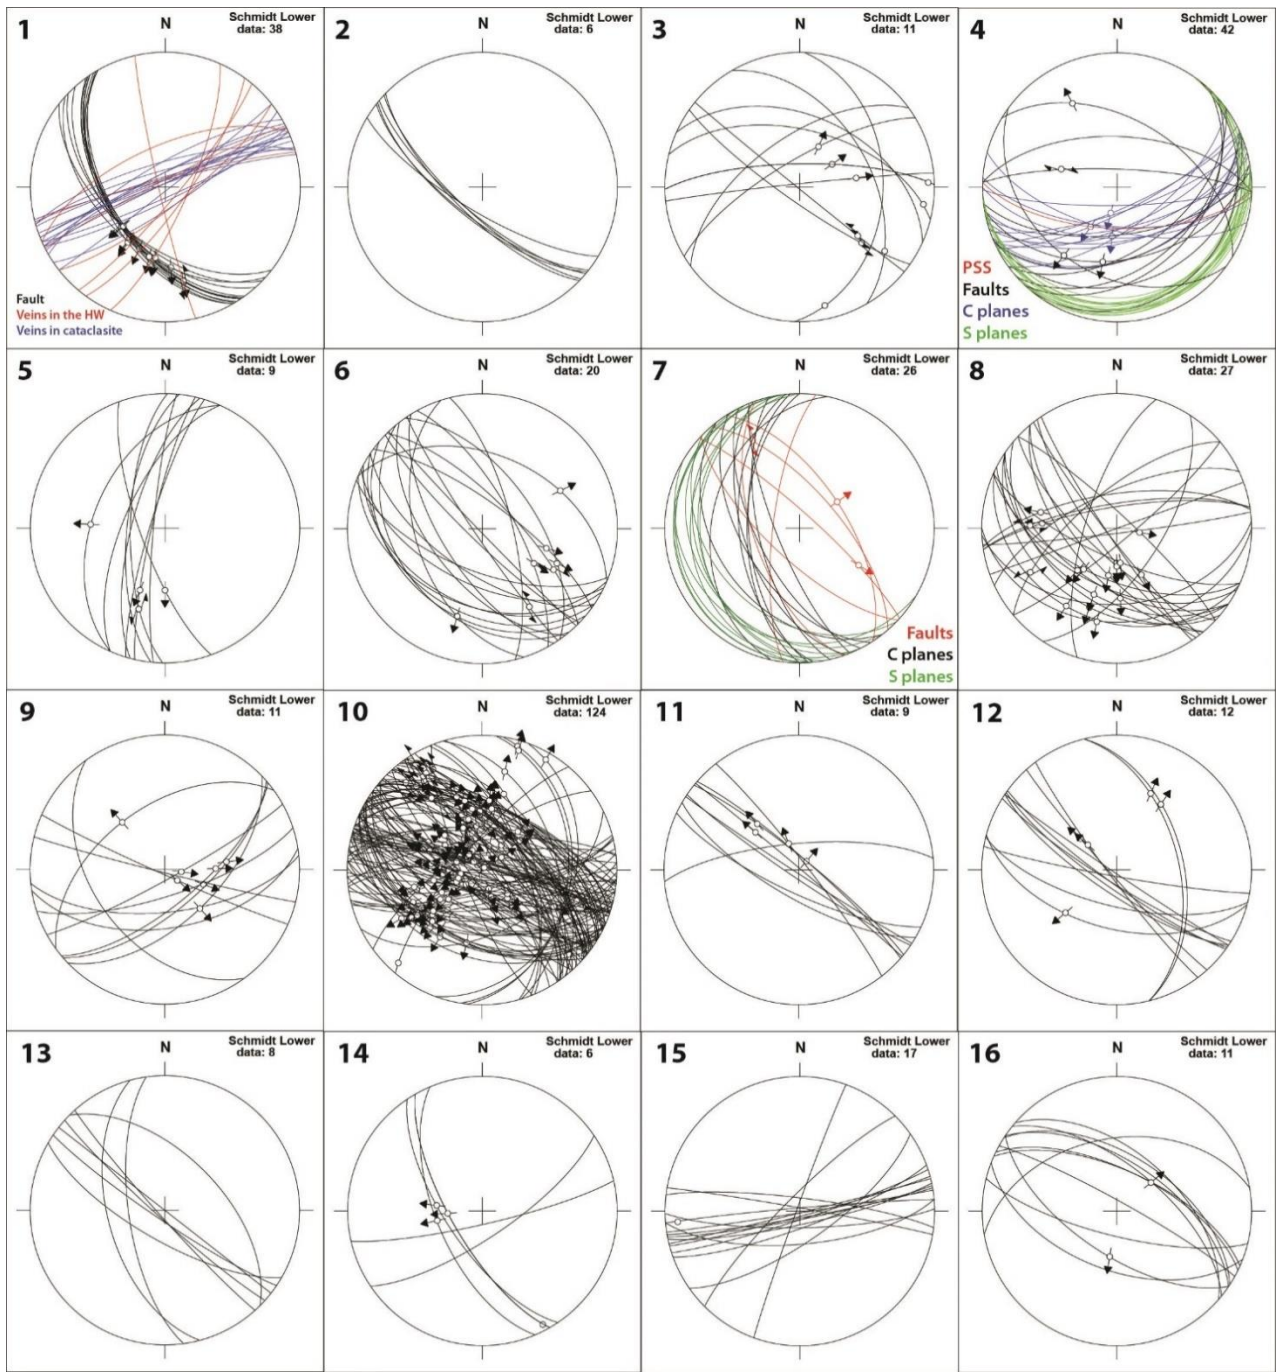 1
N
Schmidt Lower
data: 38
Fault
Veins in the HW
Veins in cataclasite
2
N
Schmidt Lower
data: 6
3
N
Schmidt Lower
data: 11
4
N
Schmidt Lower
data: 42
PSS
Faults
C planes
S planes
5
N
Schmidt Lower
data: 9
6
N
Schmidt Lower
data: 20
7
N
Schmidt Lower
data: 26
Faults
C planes
S planes
8
N
Schmidt Lower
data: 27
9
N
Schmidt Lower
data: 11
10
N
Schmidt Lower
data: 124
11
N
Schmidt Lower
data: 9
12
N
Schmidt Lower
data: 12
13
N
Schmidt Lower
data: 8
14
N
Schmidt Lower
data: 6
15
N
Schmidt Lower
data: 17
16
N
Schmidt Lower
data: 11